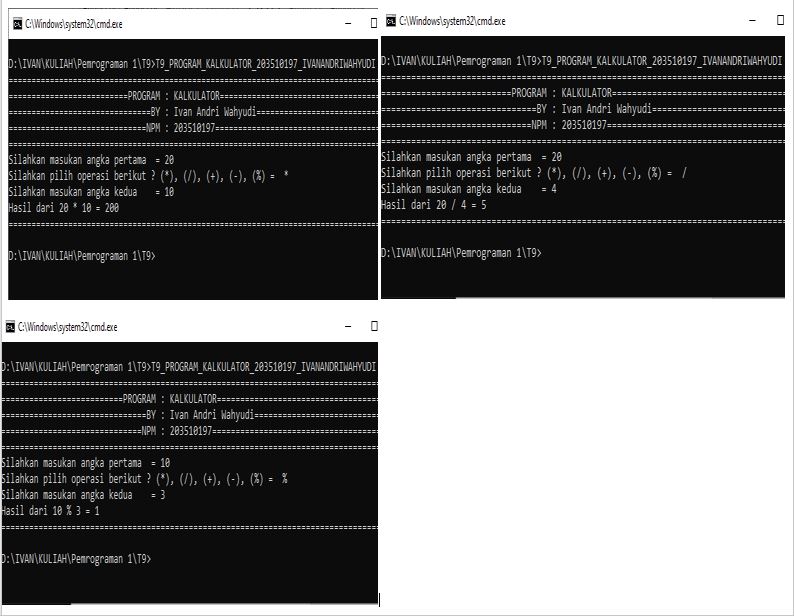 C:\Windows\system32\cmd.exe
D:\IVAN\KULIAH\Pemrograman 1\T9>T9_PROGRAM_KALKULATOR_203510197_IVANANDRIWAHYUDI
PROGRAM : KALKULATOR
BY : Ivan Andri Wahyudi
NPM : 203510197
Silahkan masukan angka pertama = 20
Silahkan pilih operasi berikut ? (*), (/), (+), (-), (%) = *
Silahkan masukan angka kedua = 10
Hasil dari 20 * 10 = 200
D:\IVAN\KULIAH\Pemrograman 1\T9>
C:\Windows\system32\cmd.exe
D:\IVAN\KULIAH\Pemrograman 1\T9>T9_PROGRAM_KALKULATOR_203510197_IVANANDRIWAHYUDI
PROGRAM : KALKULATOR
BY : Ivan Andri Wahyudi
NPM : 203510197
Silahkan masukan angka pertama = 20
Silahkan pilih operasi berikut ? (*), (/), (+), (-), (%) = /
Silahkan masukan angka kedua = 4
Hasil dari 20 / 4 = 5
D:\IVAN\KULIAH\Pemrograman 1\T9>
C:\Windows\system32\cmd.exe
D:\IVAN\KULIAH\Pemrograman 1\T9>T9_PROGRAM_KALKULATOR_203510197_IVANANDRIWAHYUDI
PROGRAM : KALKULATOR
BY : Ivan Andri Wahyudi
NPM : 203510197
Silahkan masukan angka pertama = 10
Silahkan pilih operasi berikut ? (*), (/), (+), (-), (%) = %
Silahkan masukan angka kedua = 3
Hasil dari 10 % 3 = 1
D:\IVAN\KULIAH\Pemrograman 1\T9>